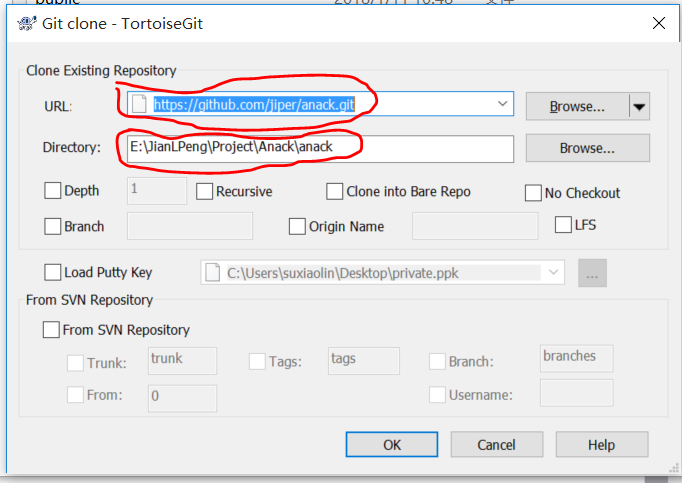 public
Git clone - TortoiseGit
Clone Existing Repository
URL: https://github.com/jiper/anack.git Browse...
Directory: E:\JianLPeng\Project\Anack\anack Browse...
Depth 1 Recursive Clone into Bare Repo No Checkout
Branch Origin Name LFS
Load Putty Key C:\Users\suxiaolin\Desktop\private.ppk ...
From SVN Repository
From SVN Repository
Trunk: trunk Tags: tags Branch: branches
From: 0 Username:
OK Cancel Help